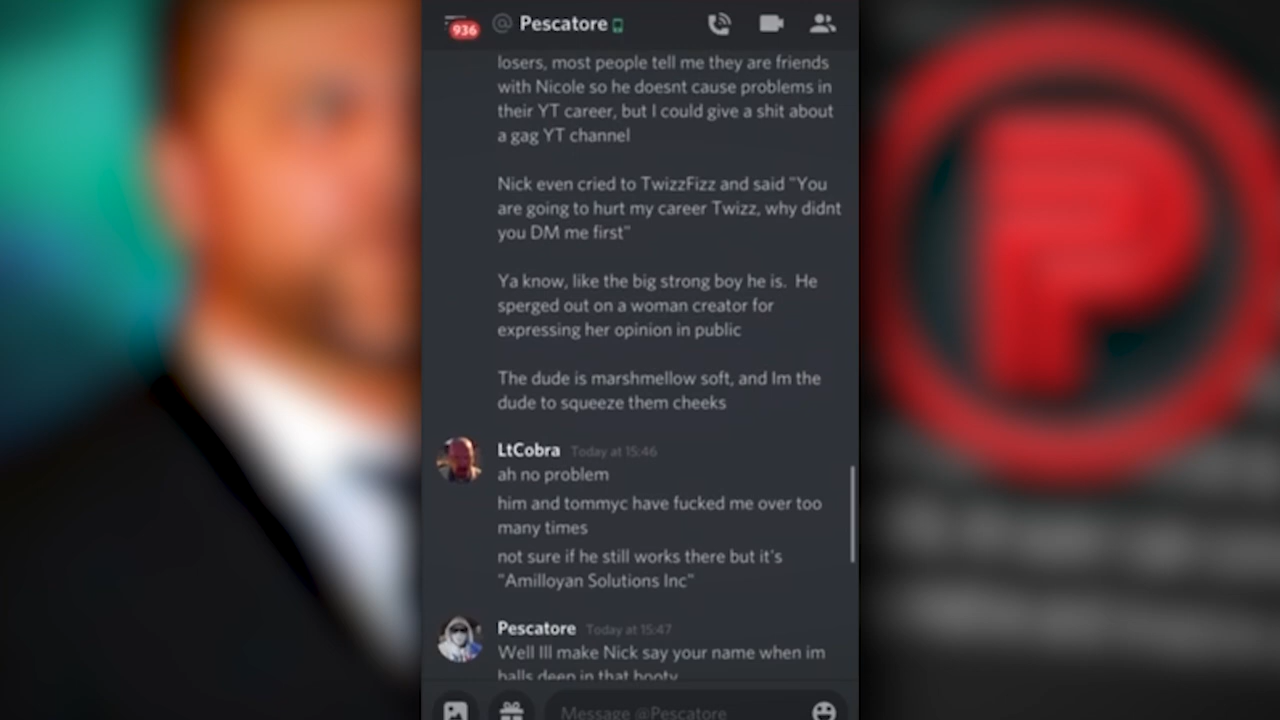 936
@ Pescatore
losers, most people tell me they are friends
with Nicole so he doesnt cause problems in
their YT career, but I could give a shit about
a gag YT channel
Nick even cried to TwizzFizz and said "You
are going to hurt my career Twizz, why didnt
you DM me first"
Ya know, like the big strong boy he is. He
sperged out on a woman creator for
expressing her opinion in public
The dude is marshmellow soft, and Im the
dude to squeeze them cheeks
LtCobra Today at 15:46
ah no problem
him and tommyc have fucked me over too
many times
not sure if he still works there but it's
"Amilloyan Solutions Inc"
Pescatore Today at 15:47
Well Ill make Nick say your name when im
balls deep in that booty
Message @Pescatore
P